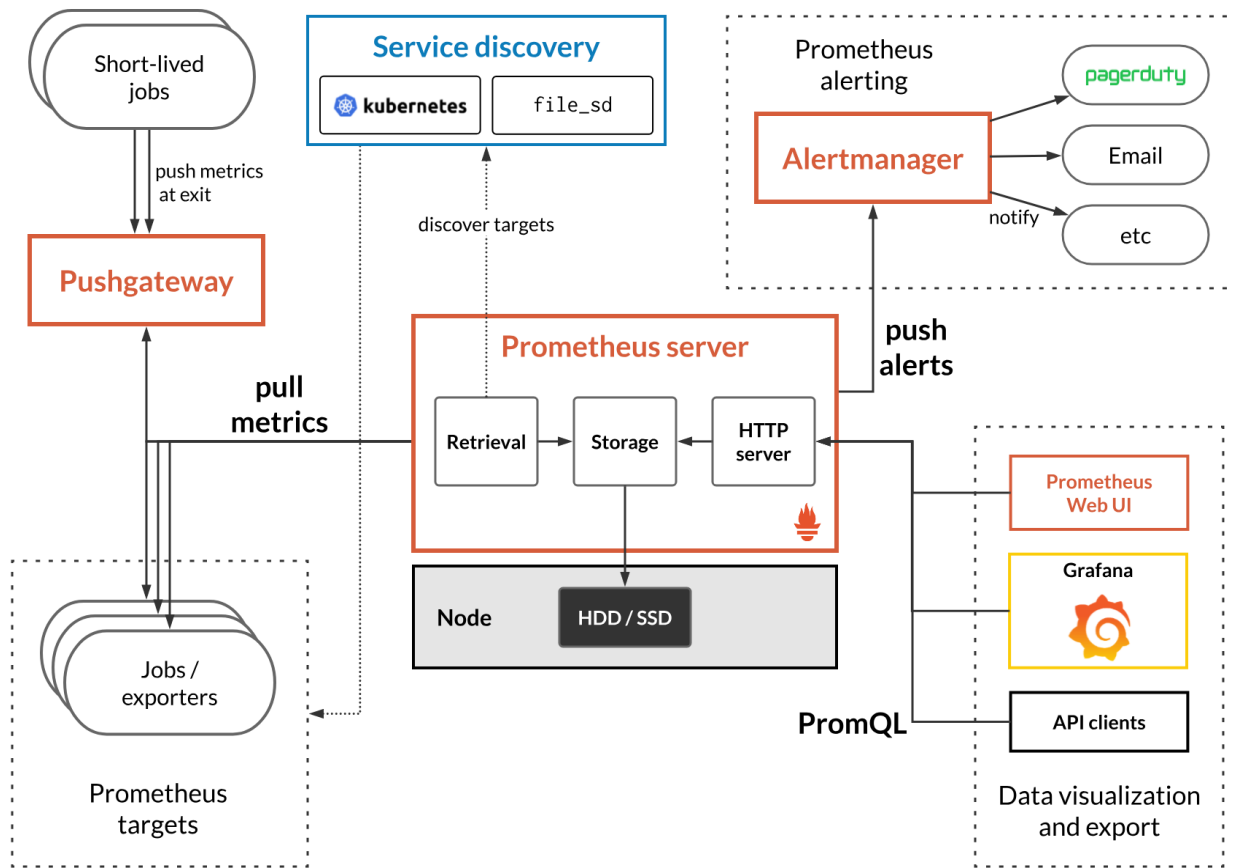 Short-lived
jobs
push metrics
at exit
Pushgateway
Service discovery
kubernetes
file_sd
discover targets
Prometheus
alerting
Alertmanager
pagerduty
Email
notify
etc
push
alerts
pull
metrics
Prometheus server
Retrieval
Storage
HTTP
server
Node
HDD / SSD
Jobs /
exporters
Prometheus
targets
PromQL
Prometheus
Web UI
Grafana
API clients
Data visualization
and export